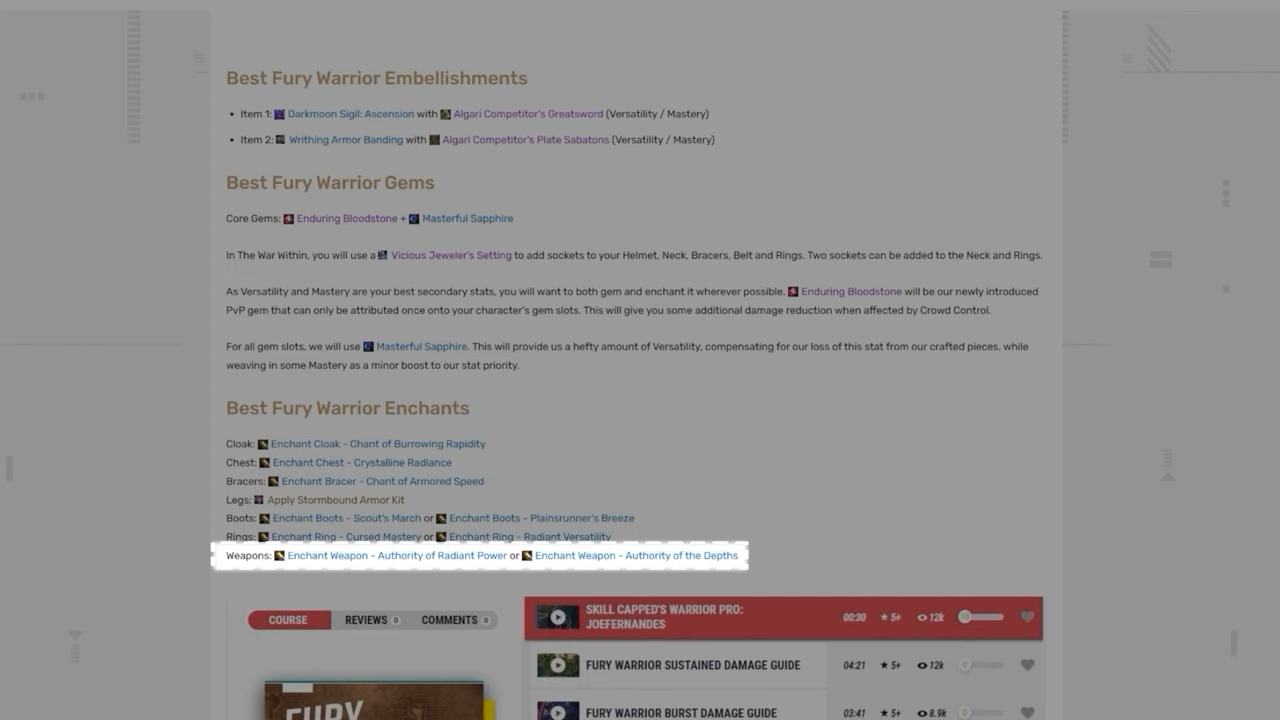 Best Fury Warrior Embellishments
• Item 1: Darkmoon Sigil: Ascension with Algari Competitor's Greatsword (Versatility / Mastery)
• Item 2: Writhing Armor Banding with Algari Competitor's Plate Sabatons (Versatility / Mastery)
Best Fury Warrior Gems
Core Gems: Enduring Bloodstone + Masterful Sapphire
In The War Within, you will use a Vicious Jeweler's Setting to add sockets to your Helmet, Neck, Bracers, Belt and Rings. Two sockets can be added to the Neck and Rings.
As Versatility and Mastery are your best secondary stats, you will want to both gem and enchant it wherever possible. Enduring Bloodstone will be our newly introduced
PvP gem that can only be attributed once onto your character's gem slots. This will give you some additional damage reduction when affected by Crowd Control.
For all gem slots, we will use Masterful Sapphire. This will provide us a hefty amount of Versatility, compensating for our loss of this stat from our crafted pieces, while
weaving in some Mastery as a minor boost to our stat priority.
Best Fury Warrior Enchants
Cloak: Enchant Cloak - Chant of Burrowing Rapidity
Chest: Enchant Chest - Crystalline Radiance
Bracers: Enchant Bracer - Chant of Armored Speed
Legs: Apply Stormbound Armor Kit
Boots: Enchant Boots - Scout's March or Enchant Boots - Plainsrunner's Breeze
Rings: Enchant Ring - Cursed Mastery or Enchant Ring - Radiant Versatility
Weapons: Enchant Weapon - Authority of Radiant Power or Enchant Weapon - Authority of the Depths
COURSE REVIEWS 0 COMMENTS 0
FURY
SKILL CAPPED'S WARRIOR PRO:
JOEFERNANDES
00:30 5+ 12k
FURY WARRIOR SUSTAINED DAMAGE GUIDE 04:21 5+ 12k 0
FURY WARRIOR BURST DAMAGE GUIDE 03:41 5+ 8.9k 0